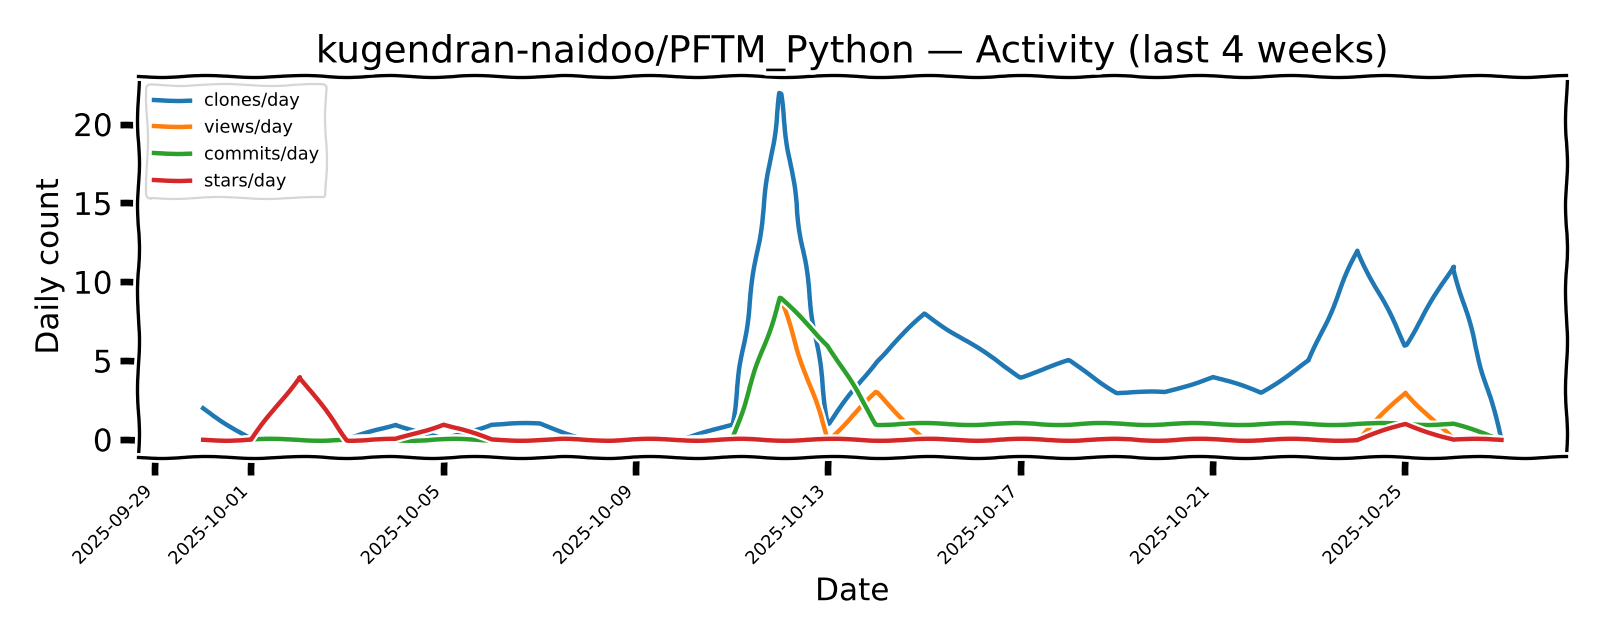 kugendran-naidoo/PFTM_Python — Activity (last 4 weeks)
clones/day
views/day
commits/day
stars/day
Daily count
20
15
10
5
0
2025-09-29
2025-10-01
2025-10-05
2025-10-09
2025-10-13
2025-10-17
2025-10-21
2025-10-25
Date